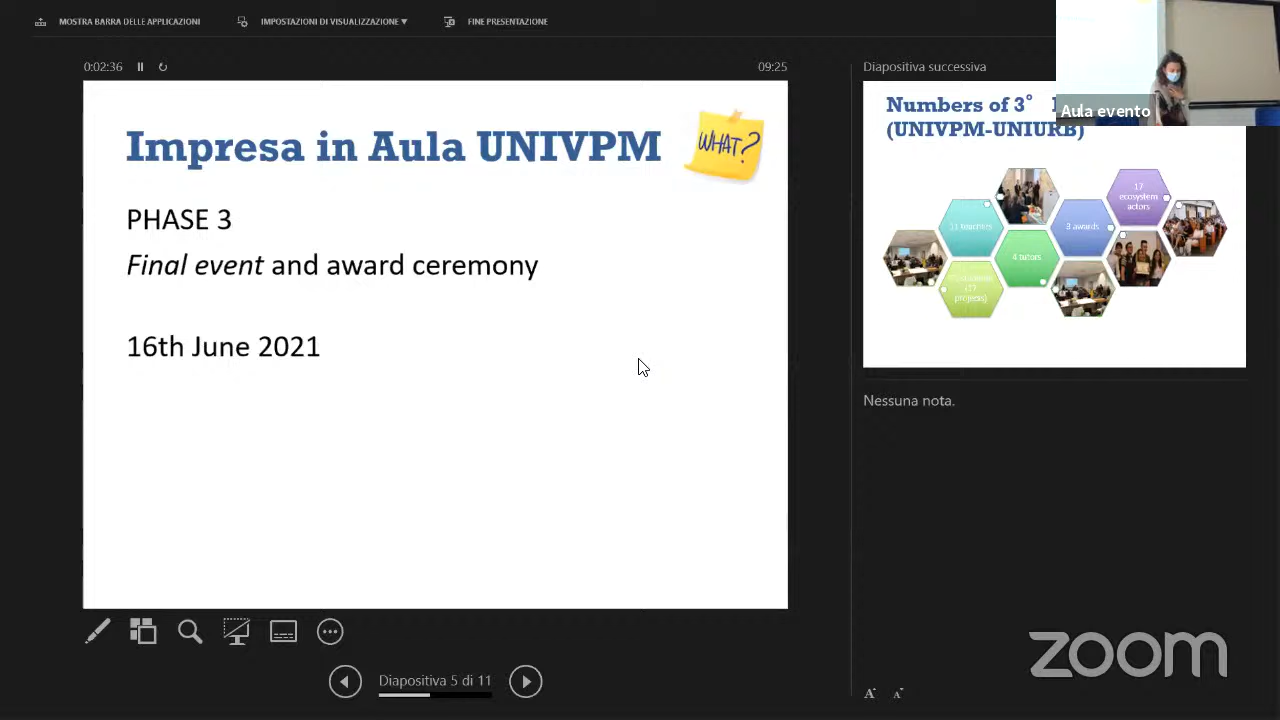 MOSTRA BARRA DELLE APPLICAZIONI
IMPOSTAZIONI DI VISUALIZZAZIONE ▼
FINE PRESENTAZIONE
0:02:36
09:25
Impresa in Aula UNIVPM
WHAT?
PHASE 3
Final event and award ceremony
16th June 2021
Diapositiva successiva
Aula evento
Numbers of 3°
(UNIVPM-UNIURB)
17
ecosystem
actors
11 teachers
3 awards
4 tutors
projects)
Nessuna nota.
Diapositiva 5 di 11
A A
zoom